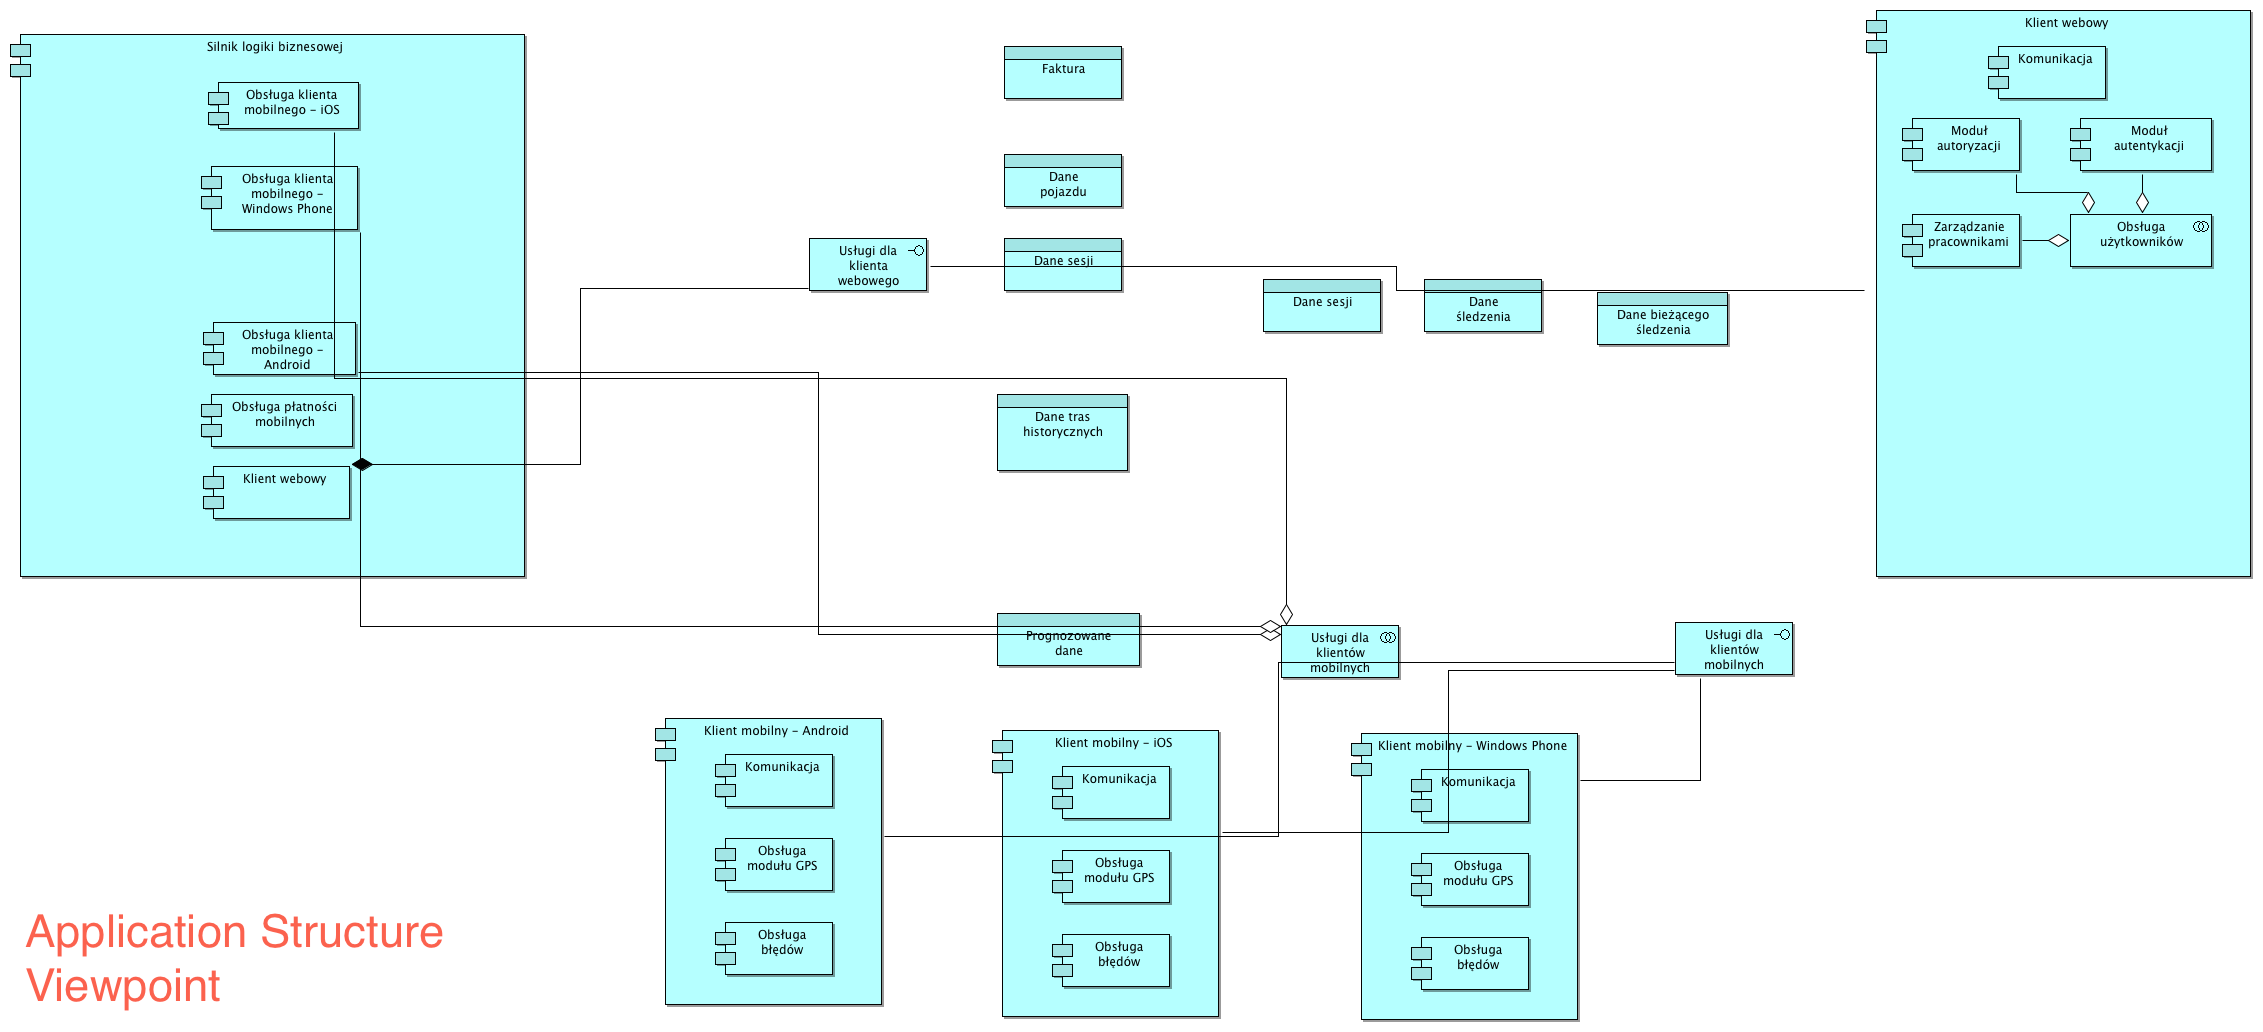 Silnik logiki biznesowej
Obsługa klienta
mobilnego - iOS
Obsługa klienta
mobilnego -
Windows Phone
Obsługa klienta
mobilnego -
Android
Obsługa płatności
mobilnych
Klient webowy
Faktura
Dane
pojazdu
Usługi dla
klienta
webowego
Dane sesji
Dane sesji
Dane
śledzenia
Dane bieżącego
śledzenia
Dane tras
historycznych
Prognozowane
dane
Klient webowy
Komunikacja
Moduł
autoryzacji
Moduł
autentykacji
Zarządzanie
pracownikami
Obsługa
użytkowników
Usługi dla
klientów
mobilnych
Usługi dla
klientów
mobilnych
Klient mobilny - Android
Komunikacja
Obsługa
modułu GPS
Obsługa
błędów
Klient mobilny - iOS
Komunikacja
Obsługa
modułu GPS
Obsługa
błędów
Klient mobilny - Windows Phone
Komunikacja
Obsługa
modułu GPS
Obsługa
błędów
Application Structure
Viewpoint